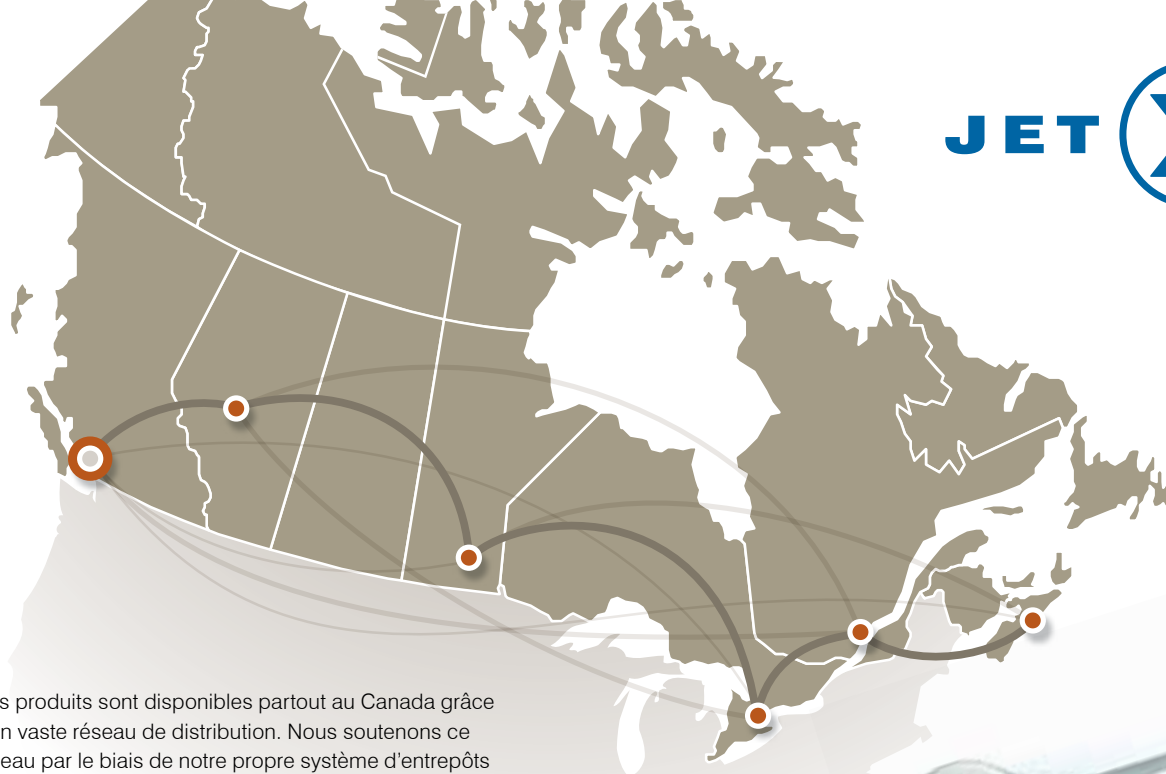 JET
s produits sont disponibles partout au Canada grâce
n vaste réseau de distribution. Nous soutenons ce
eau par le biais de notre propre système d'entrepôts